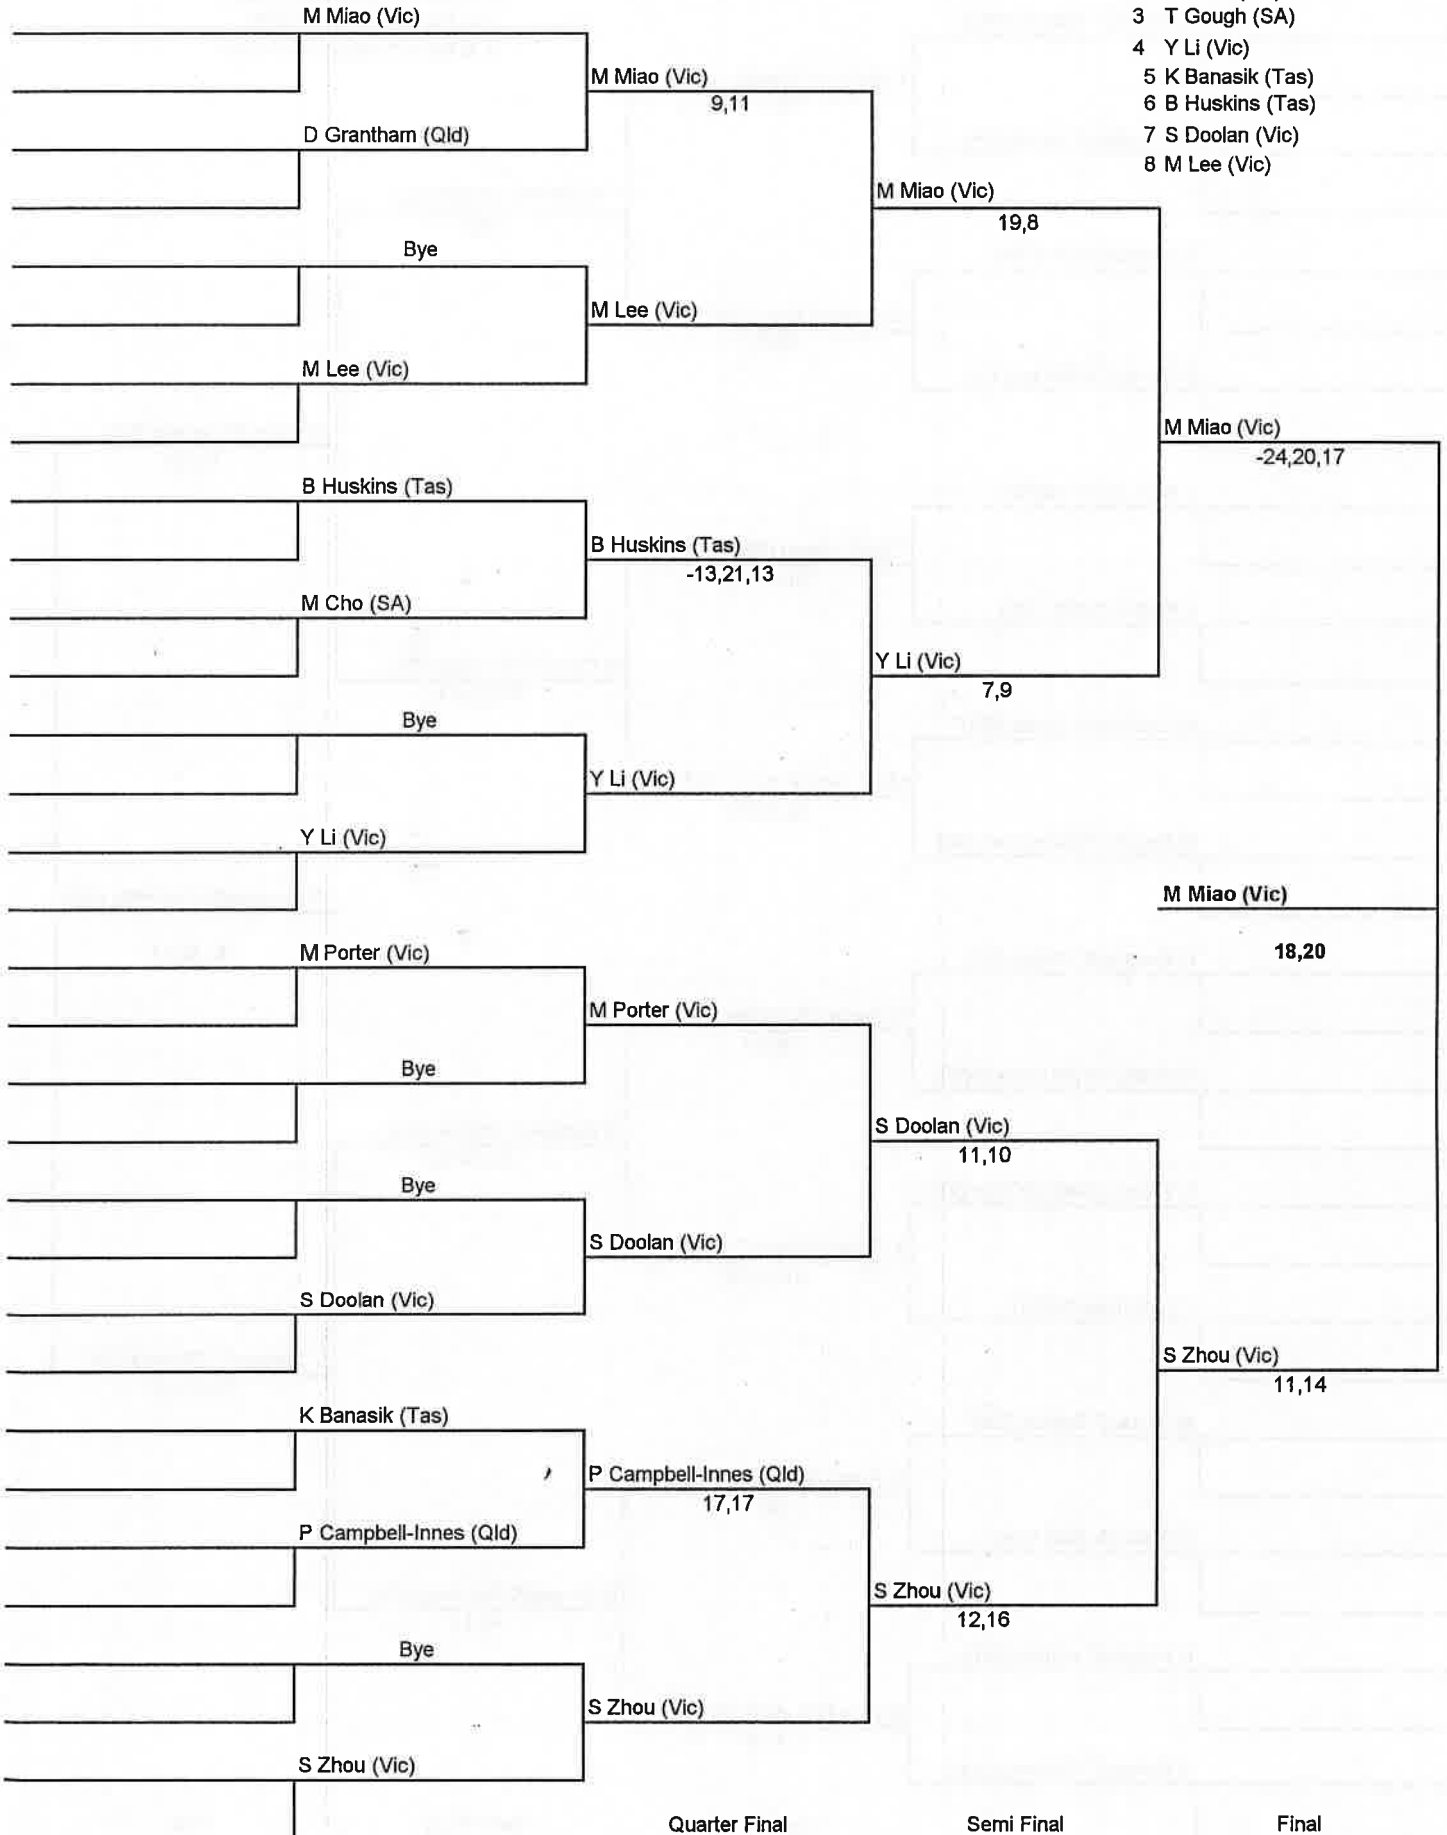 M Miao (Vic)
3 T Gough (SA)
4 Y Li (Vic)
M Miao (Vic)
5 K Banasik (Tas)
9,11
6 B Huskins (Tas)
D Grantham (Qld)
7 S Doolan (Vic)
8 M Lee (Vic)
M Miao (Vic)
19,8
Bye
M Lee (Vic)
M Lee (Vic)
M Miao (Vic)
-24,20,17
B Huskins (Tas)
B Huskins (Tas)
-13,21,13
M Cho (SA)
Y Li (Vic)
7,9
Bye
Y Li (Vic)
Y Li (Vic)
M Miao (Vic)
18,20
M Porter (Vic)
M Porter (Vic)
Bye
S Doolan (Vic)
11,10
Bye
S Doolan (Vic)
S Doolan (Vic)
S Zhou (Vic)
11,14
K Banasik (Tas)
P Campbell-Innes (Qld)
17,17
P Campbell-Innes (Qld)
S Zhou (Vic)
12,16
Bye
S Zhou (Vic)
S Zhou (Vic)
Quarter Final
Semi Final
Final